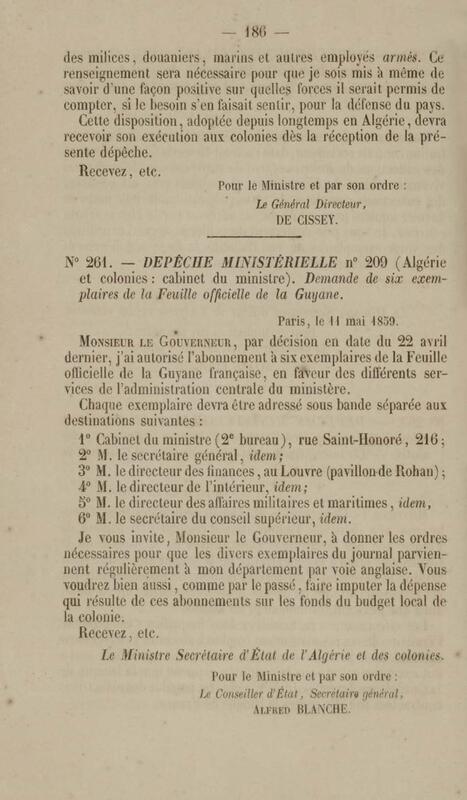 — 186 —
des milices, douaniers, marins et autres employés armés. Ce
renseignement sera nécessaire pour que je sois mis à même de
savoir d'une façon positive sur quelles forces il serait permis de
compter, si le besoin s'en faisait sentir, pour la défense du pays.
Cette disposition, adoptée depuis longtemps en Algérie, devra
recevoir son exécution aux colonies dès la réception de la pré-
sente dépêche.
Recevez, etc.
Pour le Ministre et par son ordre :
Le Général Directeur,
DE CISSEY.
N° 261. — DÉPÊCHE MINISTÉRIELLE n° 209 (Algérie
et colonies : cabinet du ministre). Demande de six exem-
plaires de la Feuille officielle de la Guyane.
Paris, le 11 mai 1859.
MONSIEUR LE GOUVERNEUR, par décision en date du 22 avril
dernier, j'ai autorisé l'abonnement à six exemplaires de la Feuille
officielle de la Guyane française, en faveur des différents ser-
vices de l'administration centrale du ministère.
Chaque exemplaire devra être adressé sous bande séparée aux
destinations suivantes :
1° Cabinet du ministre (2e bureau), rue Saint-Honoré, 216;
2° M. le secrétaire général, idem;
3° M. le directeur des finances, au Louvre (pavillon de Rohan);
4° M. le directeur de l'intérieur, idem;
5° M. le directeur des affaires militaires et maritimes, idem,
6° M. le secrétaire du conseil supérieur, idem.
Je vous invite, Monsieur le Gouverneur, à donner les ordres
nécessaires pour que les divers exemplaires du journal parvien-
nent régulièrement à mon département par voie anglaise. Vous
voudrez bien aussi, comme par le passé, faire imputer la dépense
qui résulte de ces abonnements sur les fonds du budget local de
la colonie.
Recevez, etc.
Le Ministre Secrétaire d'État de l'Algérie et des colonies.
Pour le Ministre et par son ordre :
Le Conseiller d'État, Secrétaire général,
ALFRED BLANCHE.